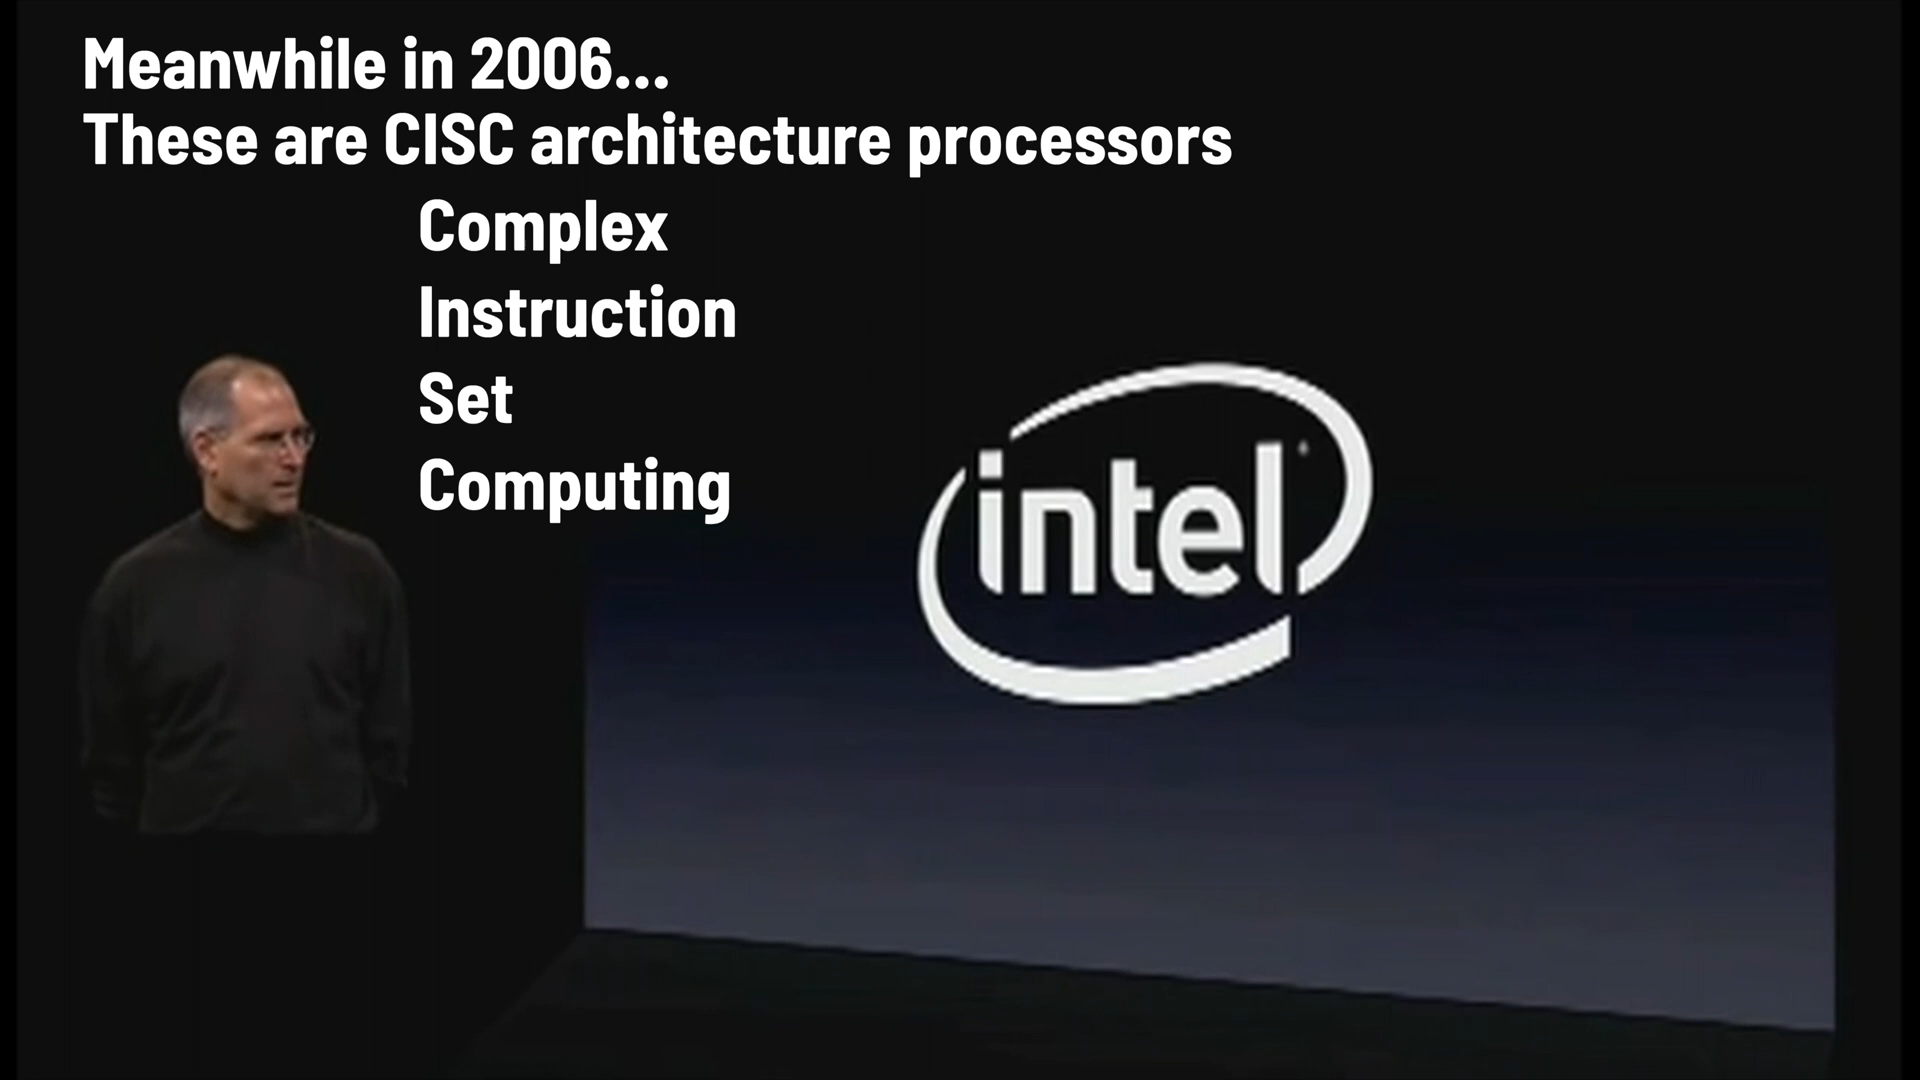 Meanwhile in 2006...
These are CISC architecture processors
Complex
Instruction
Set
Computing
intel